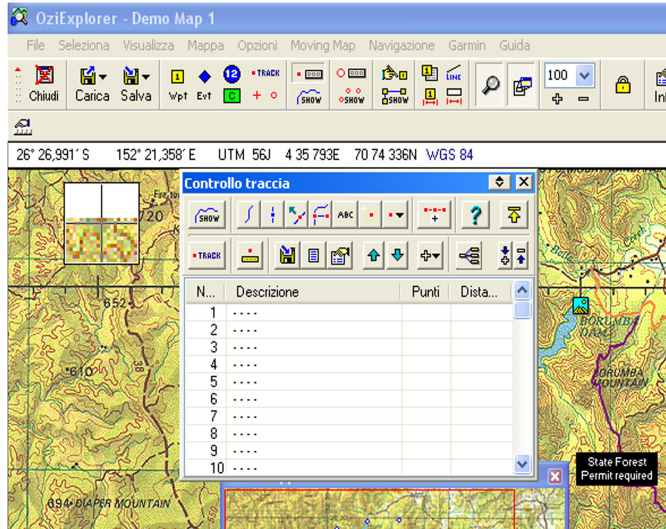 OziExplorer - Demo Map 1
File Seleziona Visualizza Mappa Opzioni Moving Map Navigazione Garmin Guida
Chiudi Carica Salva 1 Wpt Evt 12 C TRACK SHOW SHOW SHOW LINE 100
26° 26,991' S 152° 21,358' E UTM 56J 4 35 793E 70 74 336N WGS 84
Controllo traccia
SHOW ABC ?
TRACK
N... Descrizione Punti Dista...
1 ----
2 ----
3 ----
4 ----
5 ----
6 ----
7 ----
8 ----
9 ----
10 ----
720
652
610
38
BORUMBA
DAM
BORUMBA
MOUNTAIN
State Forest
Permit required
694 DIAPER MOUNTAIN